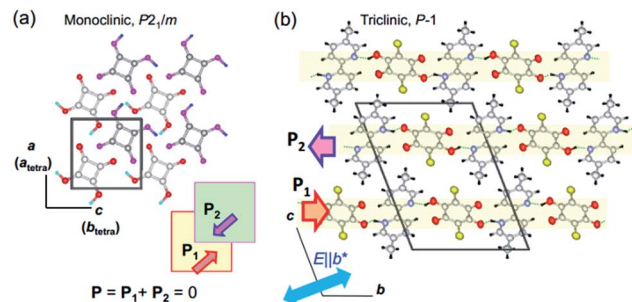 (a) Monoclinic, P2₁/m
a
(a_tetra)
c
(b_tetra)
P₂
P₁
P = P₁+ P₂ = 0
(b) Triclinic, P-1
P₂
P₁
c
E||b*
b